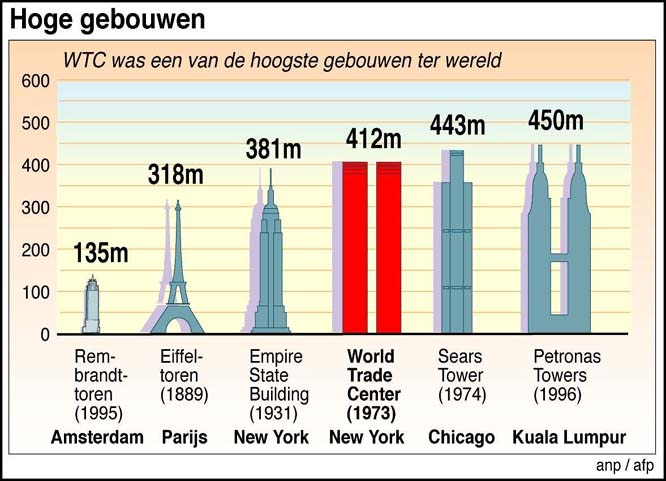 Hoge gebouwen
WTC was een van de hoogste gebouwen ter wereld
600
500
400
300
200
100
0
135m
318m
381m
412m
443m
450m
Rem-
brandt-
toren
(1995)
Amsterdam
Eiffel-
toren
(1889)
Parijs
Empire
State
Building
(1931)
New York
World
Trade
Center
(1973)
New York
Sears
Tower
(1974)
Chicago
Petronas
Towers
(1996)
Kuala Lumpur
anp / afp